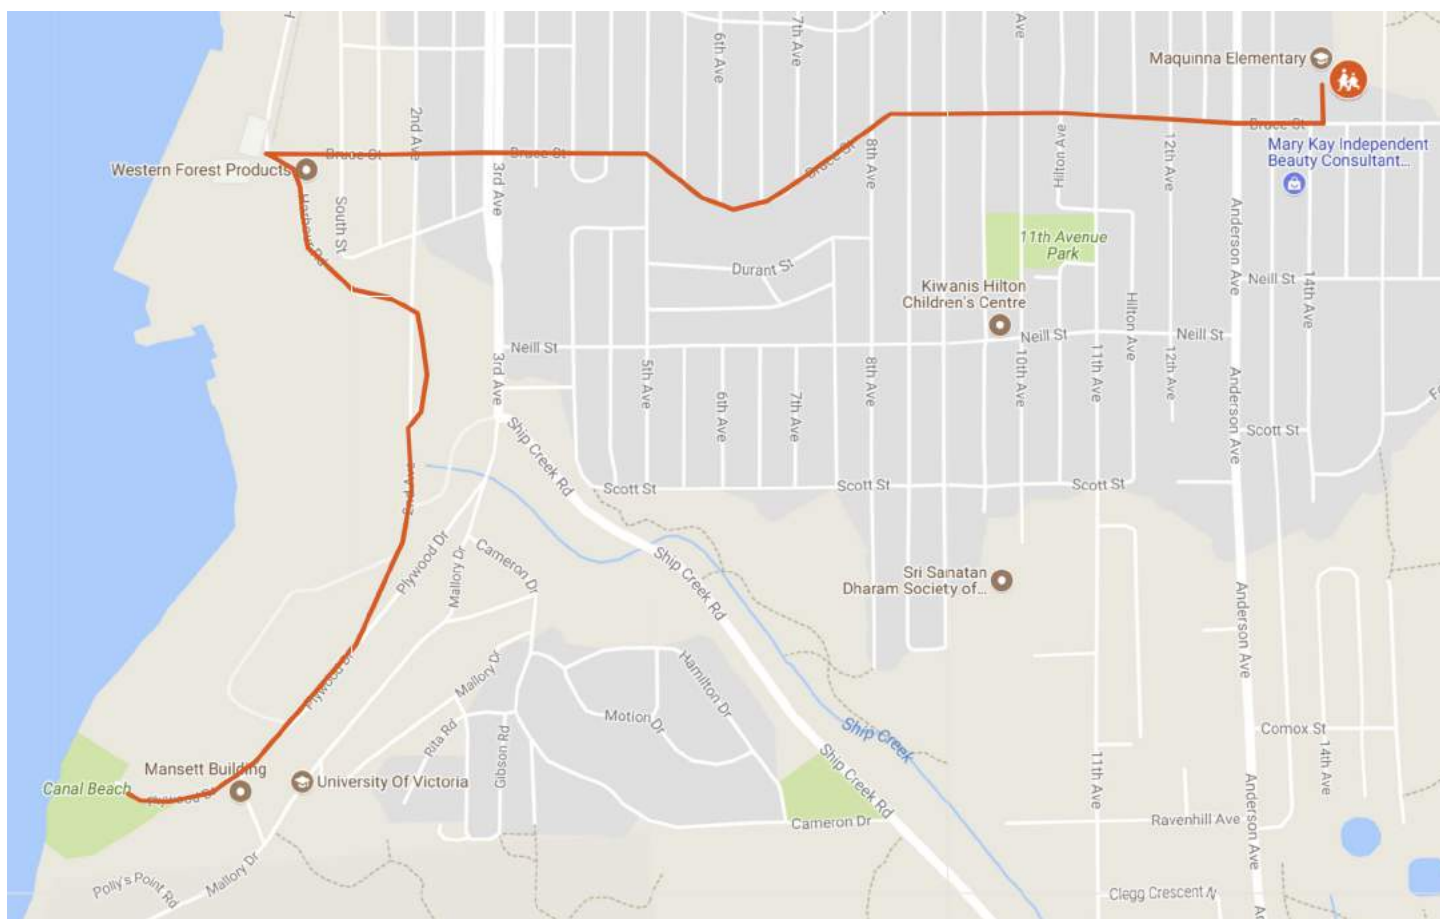 H
6th Ave
7th Ave
Ave
Maquinna Elementary
2nd Ave
3rd Ave
Bruce St
Bruce St
Bruce St
Bruce St
8th Ave
Hilton Ave
12th Ave
Mary Kay Independent
Beauty Consultant...
Western Forest Products
South St
Harbour Rd
Anderson Ave
11th Avenue
Park
Durant St
Kiwanis Hilton
Children's Centre
Neill St
14th Ave
Hilton Ave
Neill St
Neill St
Neill St
3rd Ave
5th Ave
6th Ave
7th Ave
8th Ave
10th Ave
11th Ave
12th Ave
Anderson Ave
Scott St
Ship Creek Rd
2nd Ave
Scott St
Scott St
Scott St
Plywood Dr
Mallory Dr
Cameron Dr
Ship Creek Rd
Sri Sanatan
Dharam Society of...
Anderson Ave
Plywood Dr
Mallory Dr
Hamilton Dr
Rita Rd
Gibson Rd
Motion Dr
Ship Creek
Ship Creek Rd
Comox St
14th Ave
11th Ave
Anderson Ave
Mansett Building
University Of Victoria
Canal Beach
Plywood Dr
Cameron Dr
Ravenhill Ave
Polly's Point Rd
Mallory Dr
Clegg Crescent N